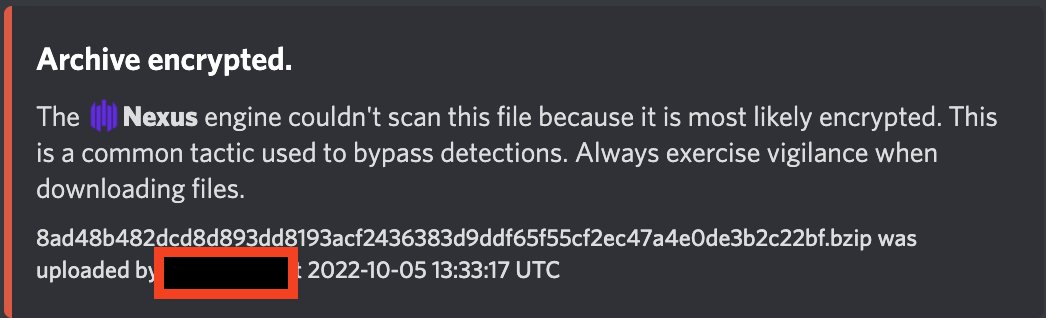 Archive encrypted.
The Nexus engine couldn't scan this file because it is most likely encrypted. This
is a common tactic used to bypass detections. Always exercise vigilance when
downloading files.
8ad48b482dcd8d893dd8193acf2436383d9ddf65f55cf2ec47a4e0de3b2c22bf.bzip was
uploaded by t 2022-10-05 13:33:17 UTC